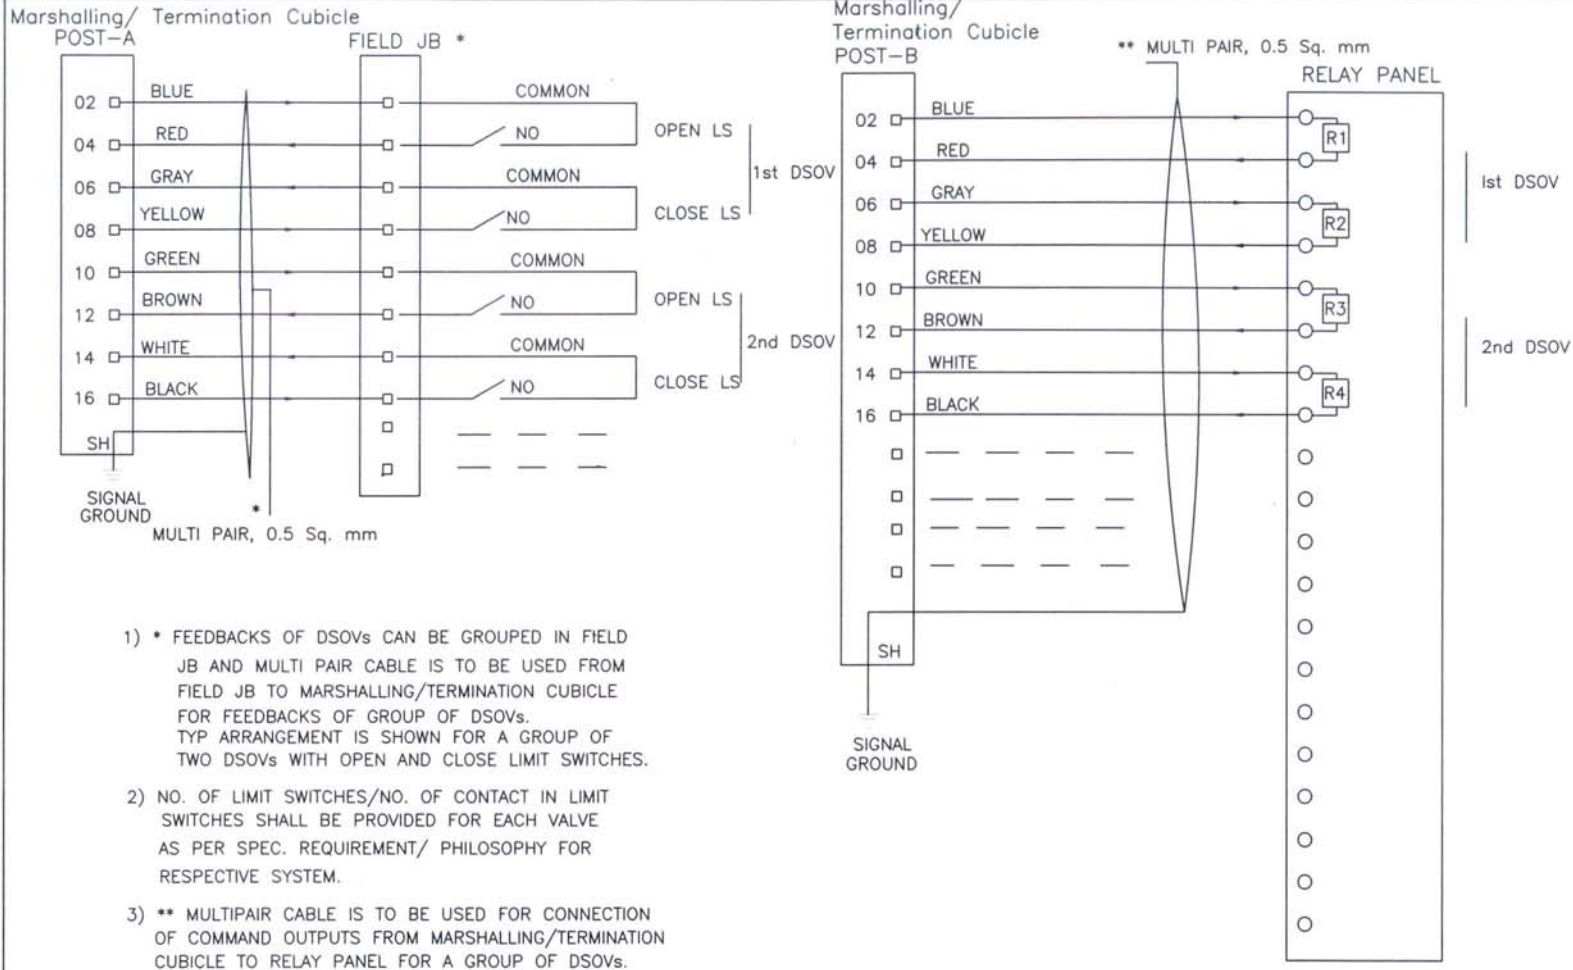 Marshalling/ Termination Cubicle
POST-A
FIELD JB *
02 BLUE COMMON
04 RED NO OPEN LS
06 GRAY COMMON
1st DSOV
08 YELLOW NO CLOSE LS
10 GREEN COMMON
12 BROWN NO OPEN LS
14 WHITE COMMON
2nd DSOV
16 BLACK NO CLOSE LS
SH
SIGNAL
GROUND
*
MULTI PAIR, 0.5 Sq. mm
Marshalling/
Termination Cubicle
POST-B
** MULTI PAIR, 0.5 Sq. mm
RELAY PANEL
02 BLUE
R1
04 RED
Ist DSOV
06 GRAY
R2
08 YELLOW
10 GREEN
R3
12 BROWN
2nd DSOV
14 WHITE
R4
16 BLACK
SH
SIGNAL
GROUND
1) * FEEDBACKS OF DSOVs CAN BE GROUPED IN FIELD
JB AND MULTI PAIR CABLE IS TO BE USED FROM
FIELD JB TO MARSHALLING/TERMINATION CUBICLE
FOR FEEDBACKS OF GROUP OF DSOVs.
TYP ARRANGEMENT IS SHOWN FOR A GROUP OF
TWO DSOVs WITH OPEN AND CLOSE LIMIT SWITCHES.
2) NO. OF LIMIT SWITCHES/NO. OF CONTACT IN LIMIT
SWITCHES SHALL BE PROVIDED FOR EACH VALVE
AS PER SPEC. REQUIREMENT/ PHILOSOPHY FOR
RESPECTIVE SYSTEM.
3) ** MULTIPAIR CABLE IS TO BE USED FOR CONNECTION
OF COMMAND OUTPUTS FROM MARSHALLING/TERMINATION
CUBICLE TO RELAY PANEL FOR A GROUP OF DSOVs.